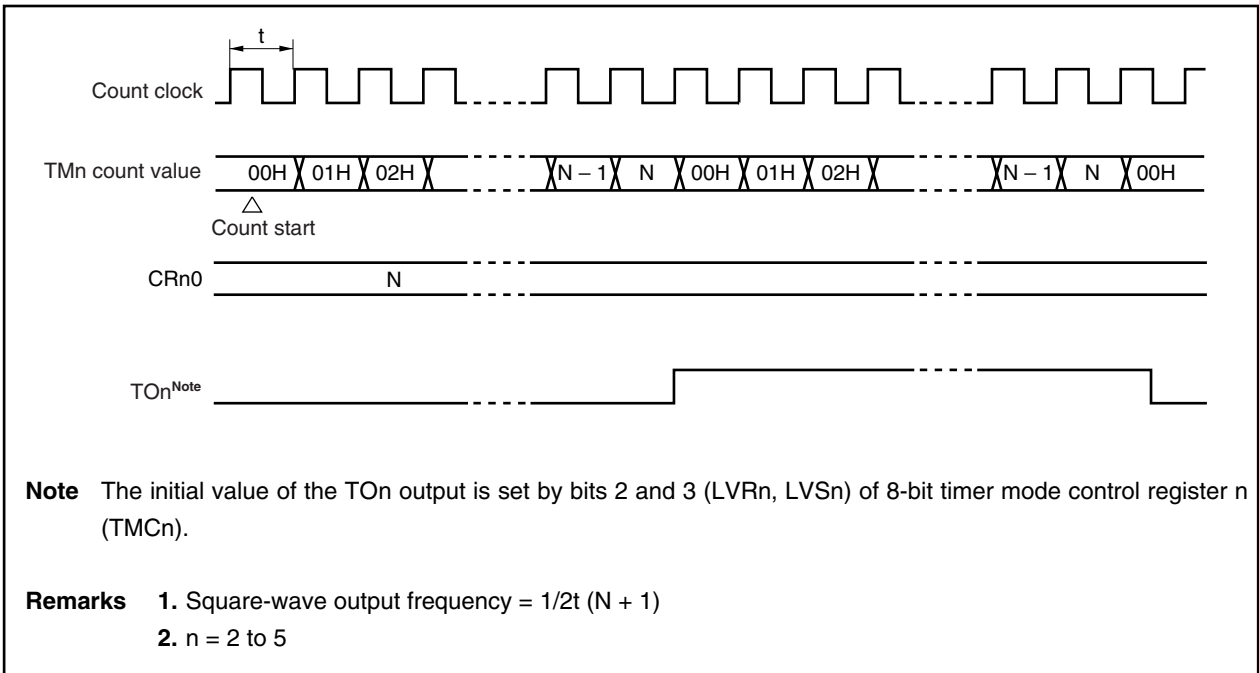 t
Count clock
TMn count value 00H 01H 02H N – 1 N 00H 01H 02H N – 1 N 00H
Count start
CRn0 N
TOnNote
Note The initial value of the TOn output is set by bits 2 and 3 (LVRn, LVSn) of 8-bit timer mode control register n
(TMCn).
Remarks 1. Square-wave output frequency = 1/2t (N + 1)
2. n = 2 to 5